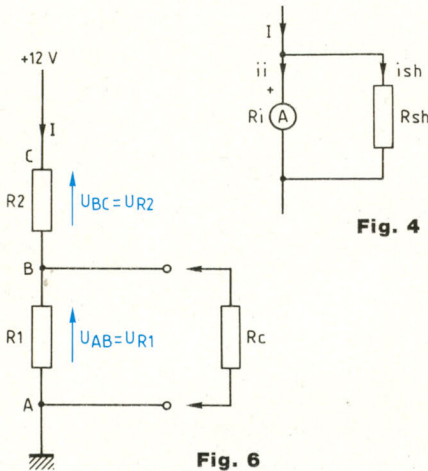 +12 V
I
C
R2
UBC=UR2
B
R1
UAB=UR1
Rc
A
Fig. 6
I
ii
ish
+
Ri
A
Rsh
Fig. 4